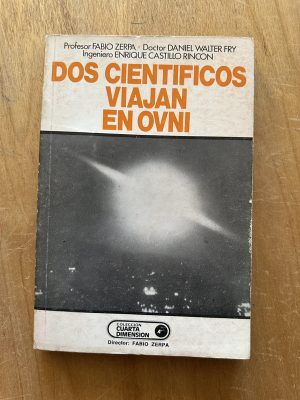 Profesor FABIO ZERPA - Doctor DANIEL WALTER FRY
Ingeniero ENRIQUE CASTILLO RINCON
DOS CIENTIFICOS
VIAJAN
EN OVNI
COLECCION
CUARTA
DIMENSION
Director: FABIO ZERPA